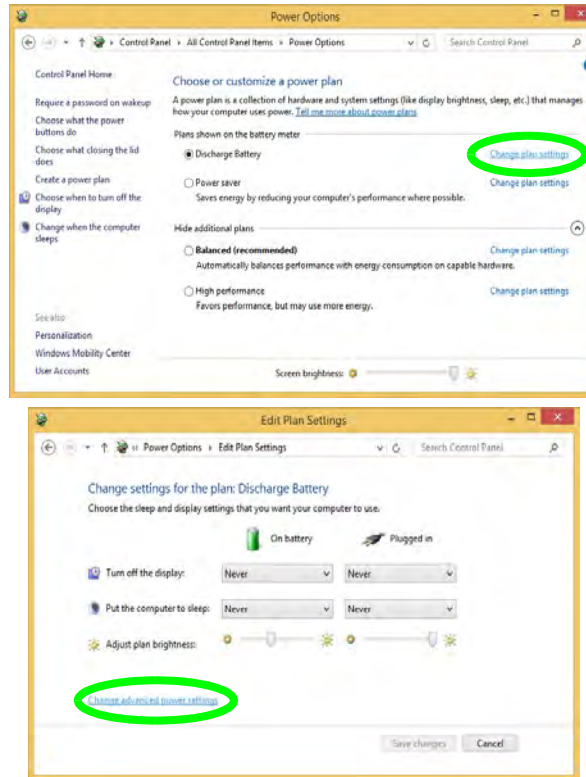 Power Options
Control Panel ▸ All Control Panel Items ▸ Power Options
Search Control Panel
Control Panel Home
Require a password on wakeup
Choose what the power
buttons do
Choose what closing the lid
does
Create a power plan
Choose when to turn off the
display
Change when the computer
sleeps
See also
Personalization
Windows Mobility Center
User Accounts
Choose or customize a power plan
A power plan is a collection of hardware and system settings (like display brightness, sleep, etc.) that manages
how your computer uses power. Tell me more about power plans
Plans shown on the battery meter
Discharge Battery Change plan settings
Power saver Change plan settings
Saves energy by reducing your computer's performance where possible.
Hide additional plans
Balanced (recommended) Change plan settings
Automatically balances performance with energy consumption on capable hardware.
High performance Change plan settings
Favors performance, but may use more energy.
Screen brightness:
Edit Plan Settings
« Power Options ▸ Edit Plan Settings
Search Control Panel
Change settings for the plan: Discharge Battery
Choose the sleep and display settings that you want your computer to use.
On battery Plugged in
Turn off the display: Never Never
Put the computer to sleep: Never Never
Adjust plan brightness:
Change advanced power settings
Save changes Cancel